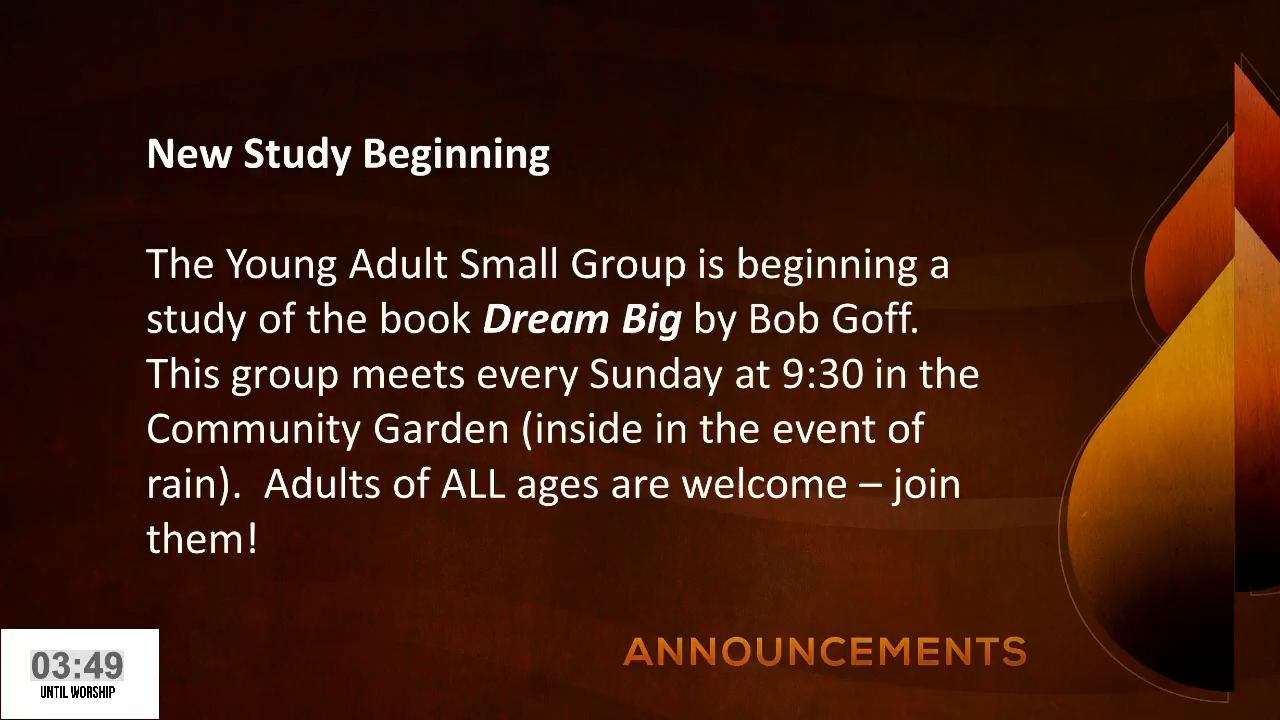 New Study Beginning
The Young Adult Small Group is beginning a
study of the book Dream Big by Bob Goff.
This group meets every Sunday at 9:30 in the
Community Garden (inside in the event of
rain).  Adults of ALL ages are welcome – join
them!
ANNOUNCEMENTS
03:49
UNTIL WORSHIP